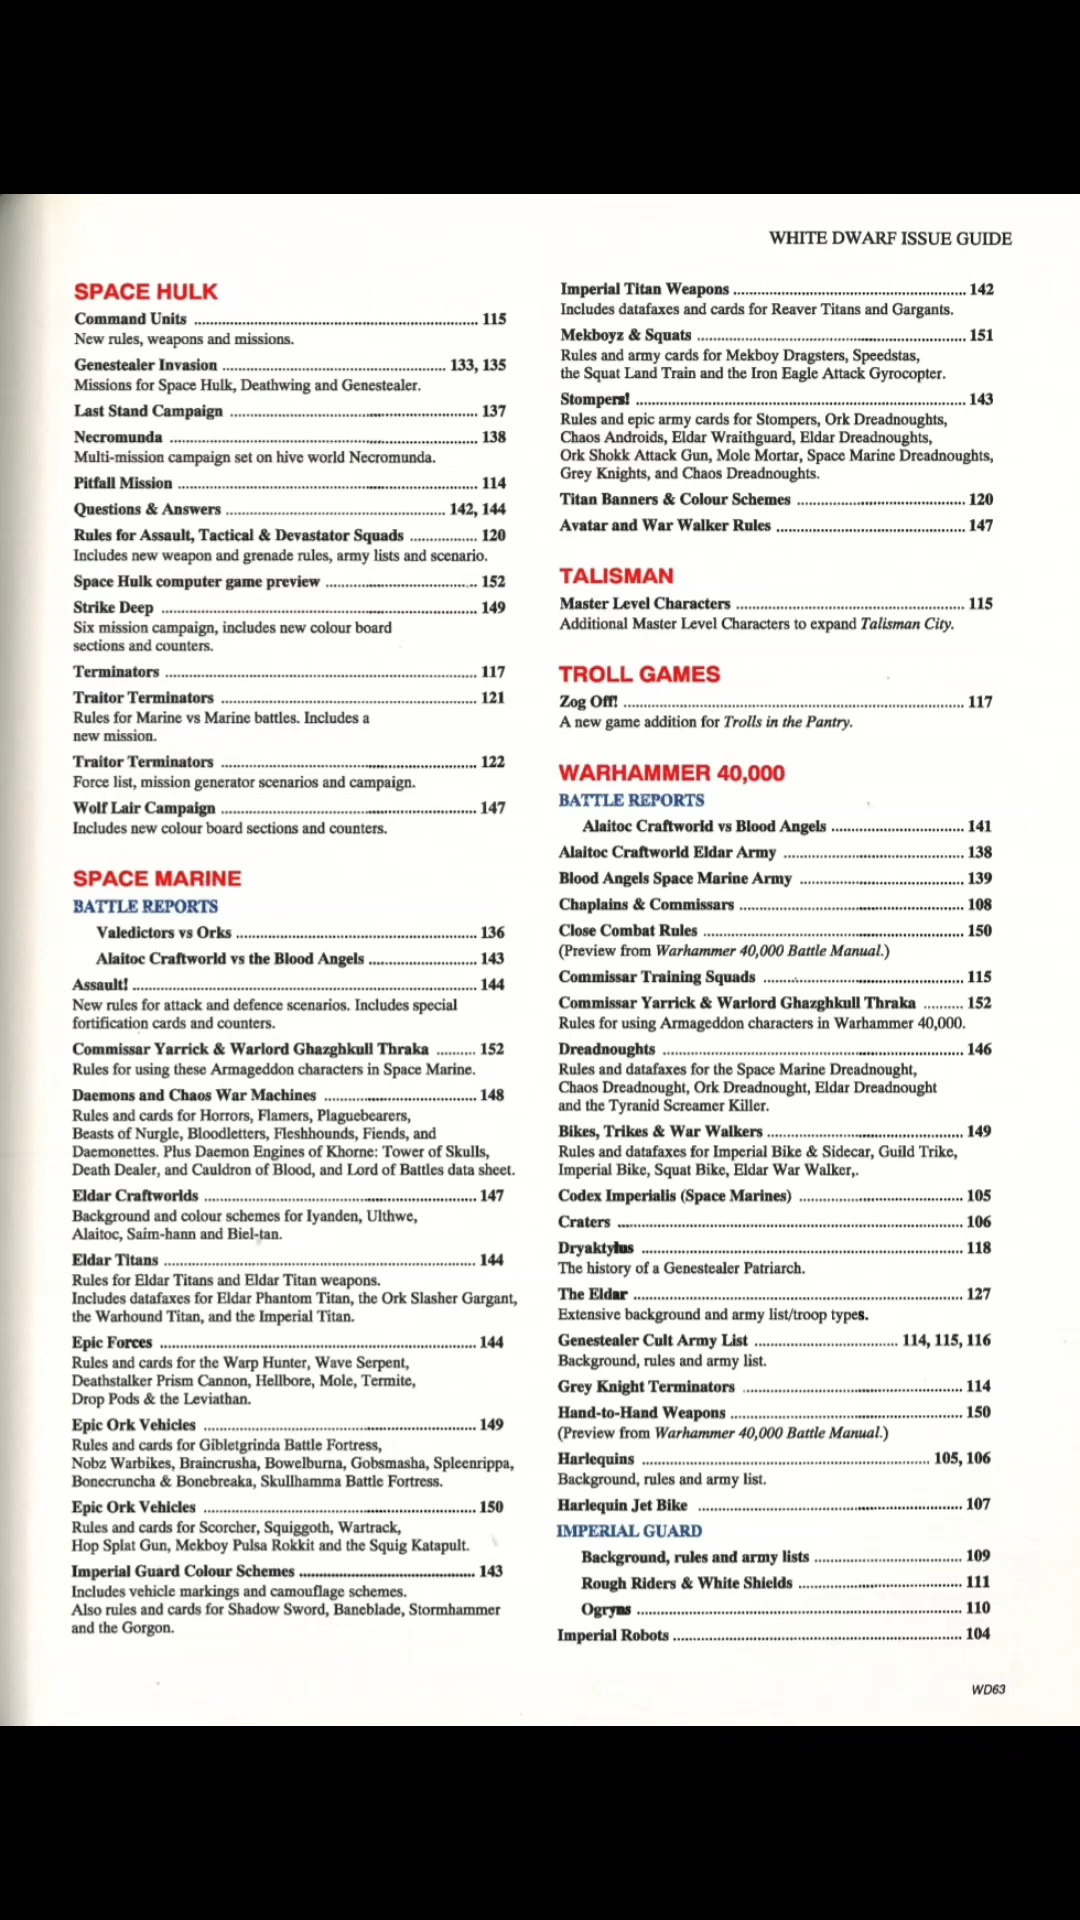 WHITE DWARF ISSUE GUIDE
SPACE HULK
Command Units ........ 115
New rules, weapons and missions.
Genestealer Invasion ........ 133, 135
Missions for Space Hulk, Deathwing and Genestealer.
Last Stand Campaign ........ 137
Necromunda ........ 138
Multi-mission campaign set on hive world Necromunda.
Pitfall Mission ........ 114
Questions & Answers ........ 142, 144
Rules for Assault, Tactical & Devastator Squads ........ 120
Includes new weapon and grenade rules, army lists and scenario.
Space Hulk computer game preview ........ 152
Strike Deep ........ 149
Six mission campaign, includes new colour board
sections and counters.
Terminators ........ 117
Traitor Terminators ........ 121
Rules for Marine vs Marine battles. Includes a
new mission.
Traitor Terminators ........ 122
Force list, mission generator scenarios and campaign.
Wolf Lair Campaign ........ 147
Includes new colour board sections and counters.
SPACE MARINE
BATTLE REPORTS
Valedictors vs Orks ........ 136
Alaitoc Craftworld vs the Blood Angels ........ 143
Assault! ........ 144
New rules for attack and defence scenarios. Includes special
fortification cards and counters.
Commissar Yarrick & Warlord Ghazghkull Thraka ........ 152
Rules for using these Armageddon characters in Space Marine.
Daemons and Chaos War Machines ........ 148
Rules and cards for Horrors, Flamers, Plaguebearers,
Beasts of Nurgle, Bloodletters, Fleshhounds, Fiends, and
Daemonettes. Plus Daemon Engines of Khorne: Tower of Skulls,
Death Dealer, and Cauldron of Blood, and Lord of Battles data sheet.
Eldar Craftworlds ........ 147
Background and colour schemes for Iyanden, Ulthwe,
Alaitoc, Saim-hann and Biel-tan.
Eldar Titans ........ 144
Rules for Eldar Titans and Eldar Titan weapons.
Includes datafaxes for Eldar Phantom Titan, the Ork Slasher Gargant,
the Warhound Titan, and the Imperial Titan.
Epic Forces ........ 144
Rules and cards for the Warp Hunter, Wave Serpent,
Deathstalker Prism Cannon, Hellbore, Mole, Termite,
Drop Pods & the Leviathan.
Epic Ork Vehicles ........ 149
Rules and cards for Gibletgrinda Battle Fortress,
Nobz Warbikes, Braincrusha, Bowelburna, Gobsmasha, Spleenrippa,
Bonecruncha & Bonebreaka, Skullhamma Battle Fortress.
Epic Ork Vehicles ........ 150
Rules and cards for Scorcher, Squiggoth, Wartrack,
Hop Splat Gun, Mekboy Pulsa Rokkit and the Squig Katapult.
Imperial Guard Colour Schemes ........ 143
Includes vehicle markings and camouflage schemes.
Also rules and cards for Shadow Sword, Baneblade, Stormhammer
and the Gorgon.
Imperial Titan Weapons ........ 142
Includes datafaxes and cards for Reaver Titans and Gargants.
Mekboyz & Squats ........ 151
Rules and army cards for Mekboy Dragsters, Speedstas,
the Squat Land Train and the Iron Eagle Attack Gyrocopter.
Stompers! ........ 143
Rules and epic army cards for Stompers, Ork Dreadnoughts,
Chaos Androids, Eldar Wraithguard, Eldar Dreadnoughts,
Ork Shokk Attack Gun, Mole Mortar, Space Marine Dreadnoughts,
Grey Knights, and Chaos Dreadnoughts.
Titan Banners & Colour Schemes ........ 120
Avatar and War Walker Rules ........ 147
TALISMAN
Master Level Characters ........ 115
Additional Master Level Characters to expand Talisman City.
TROLL GAMES
Zog Off! ........ 117
A new game addition for Trolls in the Pantry.
WARHAMMER 40,000
BATTLE REPORTS
Alaitoc Craftworld vs Blood Angels ........ 141
Alaitoc Craftworld Eldar Army ........ 138
Blood Angels Space Marine Army ........ 139
Chaplains & Commissars ........ 108
Close Combat Rules ........ 150
(Preview from Warhammer 40,000 Battle Manual.)
Commissar Training Squads ........ 115
Commissar Yarrick & Warlord Ghazghkull Thraka ........ 152
Rules for using Armageddon characters in Warhammer 40,000.
Dreadnoughts ........ 146
Rules and datafaxes for the Space Marine Dreadnought,
Chaos Dreadnought, Ork Dreadnought, Eldar Dreadnought
and the Tyranid Screamer Killer.
Bikes, Trikes & War Walkers ........ 149
Rules and datafaxes for Imperial Bike & Sidecar, Guild Trike,
Imperial Bike, Squat Bike, Eldar War Walker,.
Codex Imperialis (Space Marines) ........ 105
Craters ........ 106
Dryaktylus ........ 118
The history of a Genestealer Patriarch.
The Eldar ........ 127
Extensive background and army list/troop types.
Genestealer Cult Army List ........ 114, 115, 116
Background, rules and army list.
Grey Knight Terminators ........ 114
Hand-to-Hand Weapons ........ 150
(Preview from Warhammer 40,000 Battle Manual.)
Harlequins ........ 105, 106
Background, rules and army list.
Harlequin Jet Bike ........ 107
IMPERIAL GUARD
Background, rules and army lists ........ 109
Rough Riders & White Shields ........ 111
Ogryns ........ 110
Imperial Robots ........ 104
WD63